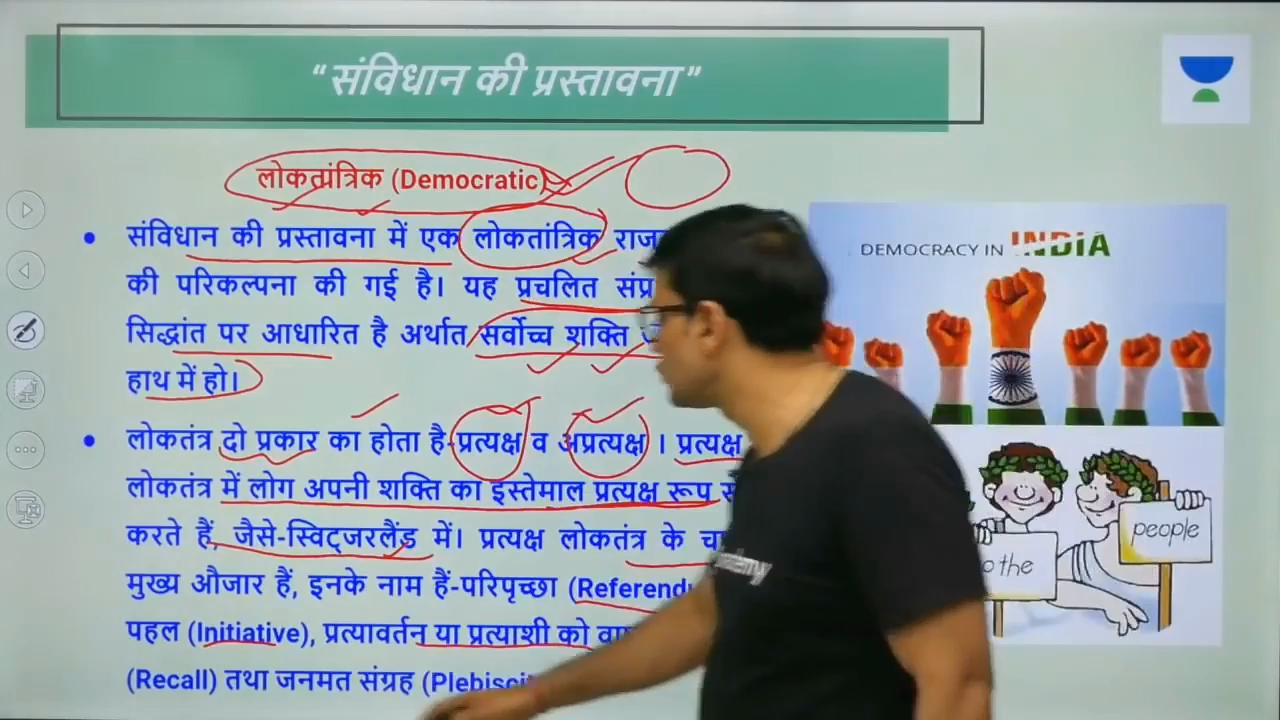 “संविधान की प्रस्तावना”
लोकतांत्रिक (Democratic)
संविधान की प्रस्तावना में एक लोकतांत्रिक
की परिकल्पना की गई है। यह प्रचलित
सिद्धांत पर आधारित है अर्थात सर्वोच्च शक्ति
हाथ में हो।
लोकतंत्र दो प्रकार का होता है-प्रत्यक्ष व अप्रत्यक्ष । प्रत्यक्ष
लोकतंत्र में लोग अपनी शक्ति का इस्तेमाल प्रत्यक्ष रूप
करते हैं, जैसे-स्विट्जरलैंड में। प्रत्यक्ष लोकतंत्र के
मुख्य औजार हैं, इनके नाम हैं-परिपृच्छा
पहल (Initiative), प्रत्यावर्तन या प्रत्याशी को
(Recall) तथा जनमत संग्रह
DEMOCRACY IN INDIA
the
people